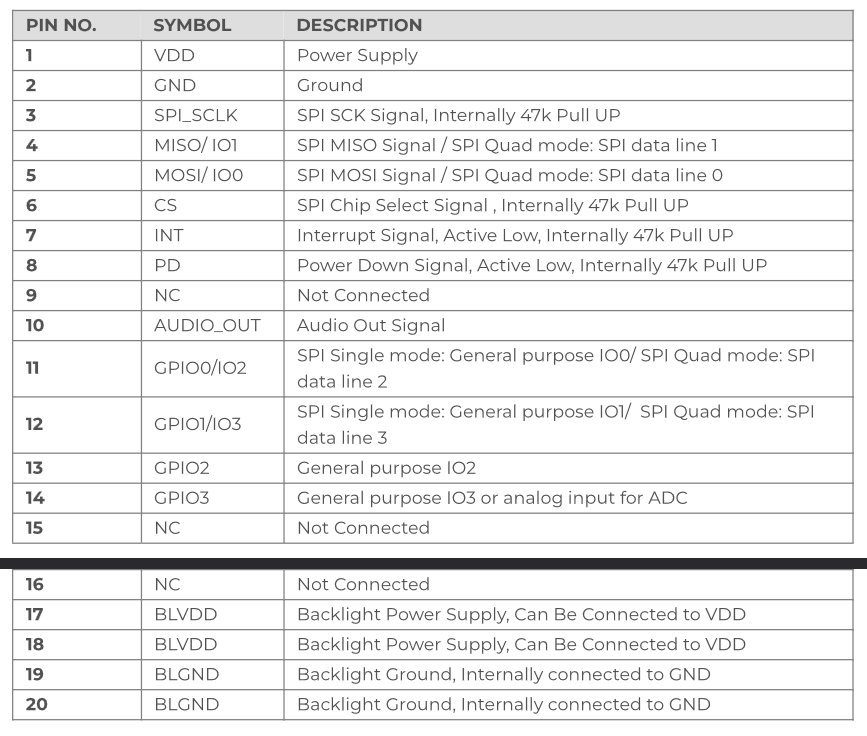 PIN NO. SYMBOL DESCRIPTION
1 VDD Power Supply
2 GND Ground
3 SPI_SCLK SPI SCK Signal, Internally 47k Pull UP
4 MISO/ IO1 SPI MISO Signal / SPI Quad mode: SPI data line 1
5 MOSI/ IO0 SPI MOSI Signal / SPI Quad mode: SPI data line 0
6 CS SPI Chip Select Signal , Internally 47k Pull UP
7 INT Interrupt Signal, Active Low, Internally 47k Pull UP
8 PD Power Down Signal, Active Low, Internally 47k Pull UP
9 NC Not Connected
10 AUDIO_OUT Audio Out Signal
11 GPIO0/IO2 SPI Single mode: General purpose IO0/ SPI Quad mode: SPI
data line 2
12 GPIO1/IO3 SPI Single mode: General purpose IO1/ SPI Quad mode: SPI
data line 3
13 GPIO2 General purpose IO2
14 GPIO3 General purpose IO3 or analog input for ADC
15 NC Not Connected
16 NC Not Connected
17 BLVDD Backlight Power Supply, Can Be Connected to VDD
18 BLVDD Backlight Power Supply, Can Be Connected to VDD
19 BLGND Backlight Ground, Internally connected to GND
20 BLGND Backlight Ground, Internally connected to GND